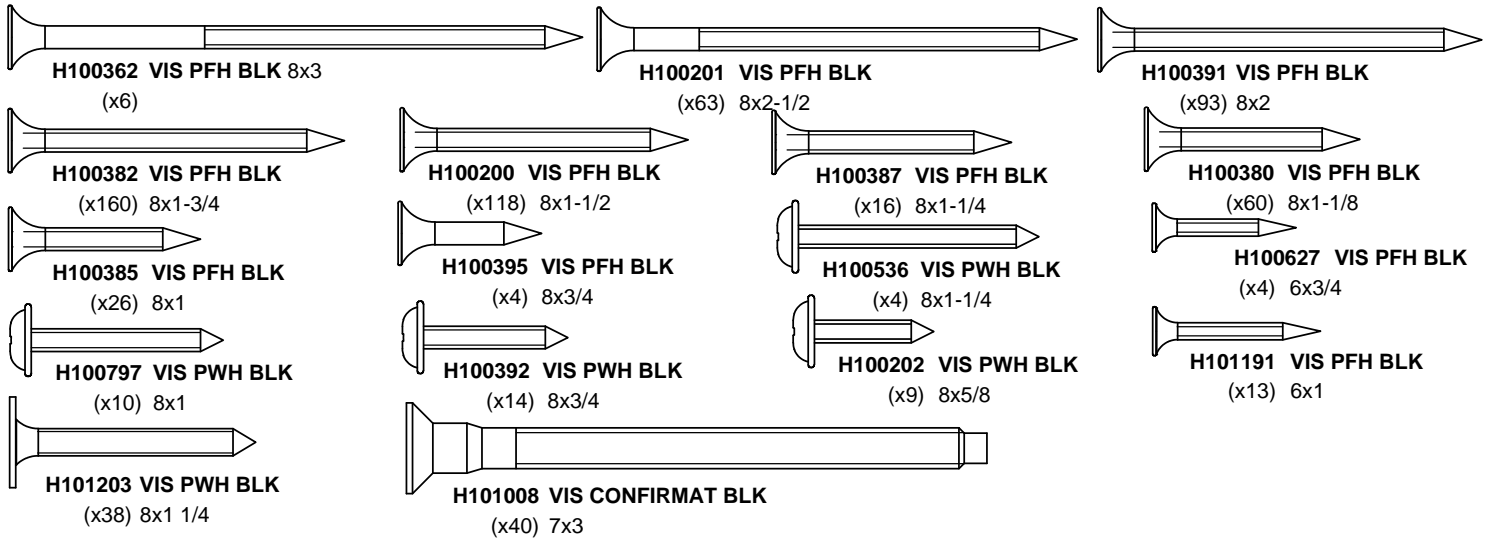 H100362 VIS PFH BLK 8x3
(x6)
H100201 VIS PFH BLK
(x63) 8x2-1/2
H100391 VIS PFH BLK
(x93) 8x2
H100382 VIS PFH BLK
(x160) 8x1-3/4
H100200 VIS PFH BLK
(x118) 8x1-1/2
H100387 VIS PFH BLK
(x16) 8x1-1/4
H100380 VIS PFH BLK
(x60) 8x1-1/8
H100385 VIS PFH BLK
(x26) 8x1
H100395 VIS PFH BLK
(x4) 8x3/4
H100536 VIS PWH BLK
(x4) 8x1-1/4
H100627 VIS PFH BLK
(x4) 6x3/4
H100797 VIS PWH BLK
(x10) 8x1
H100392 VIS PWH BLK
(x14) 8x3/4
H100202 VIS PWH BLK
(x9) 8x5/8
H101191 VIS PFH BLK
(x13) 6x1
H101203 VIS PWH BLK
(x38) 8x1 1/4
H101008 VIS CONFIRMAT BLK
(x40) 7x3